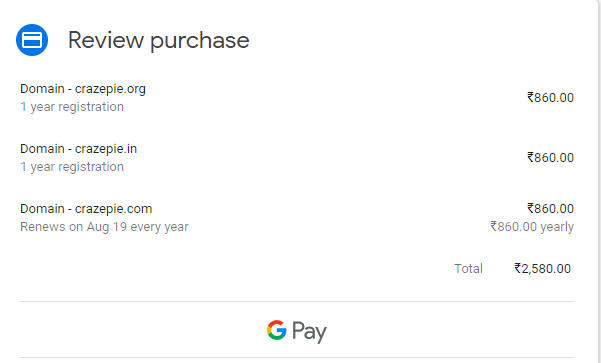 Review purchase
Domain - crazepie.org
₹860.00
1 year registration
Domain - crazepie.in
₹860.00
1 year registration
Domain - crazepie.com
₹860.00
Renews on Aug 19 every year
₹860.00 yearly
Total ₹2,580.00
G Pay